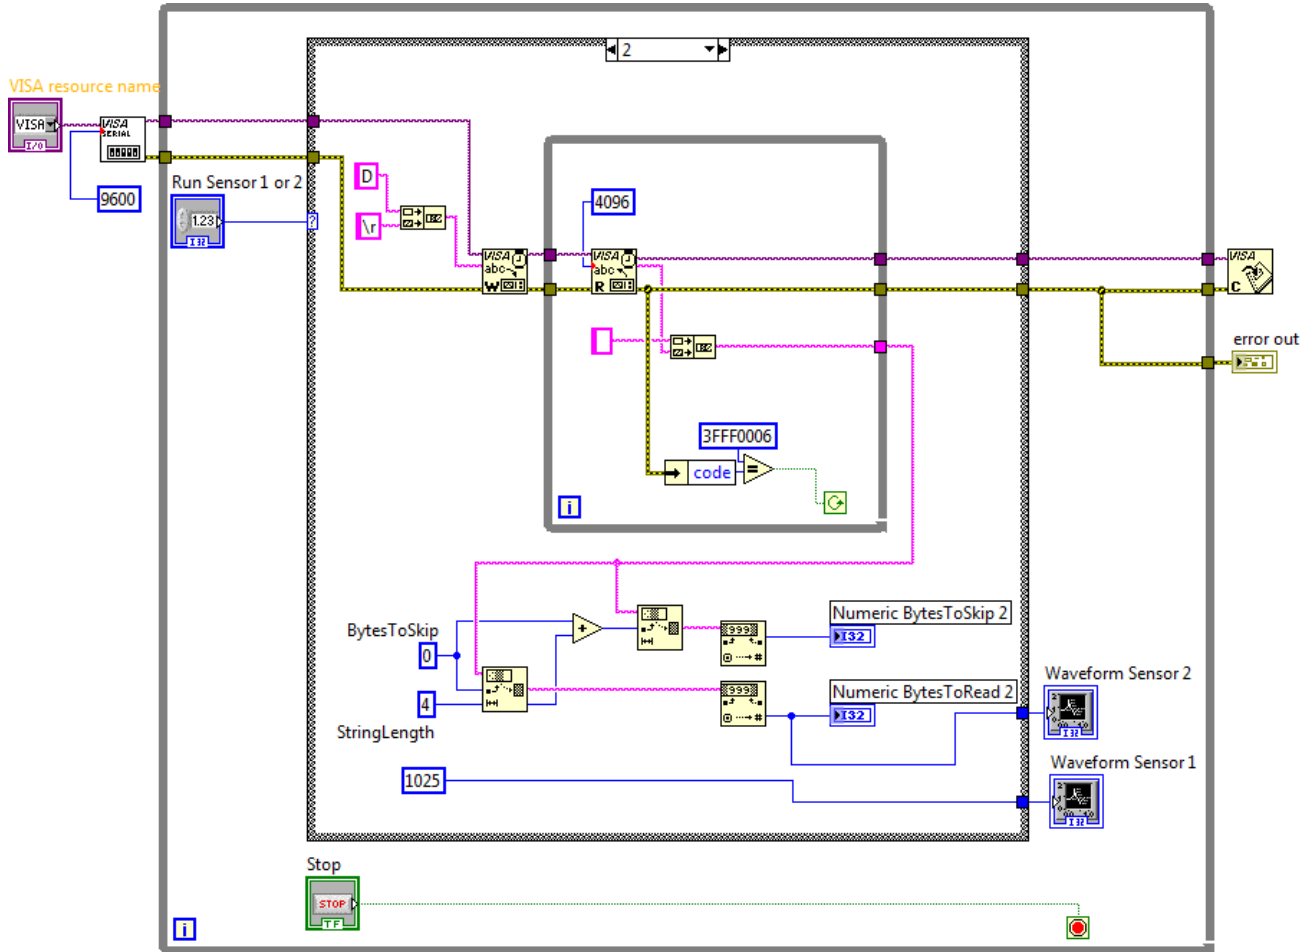 2
VISA resource name
VISA
I/O
VISA
SERIAL
9600
Run Sensor 1 or 2
1.23
I32
?
D
\r
4096
VISA
abc
W
VISA
abc
R
VISA
C
error out
3FFF0006
code
=
i
BytesToSkip
0
+
999
Numeric BytesToSkip 2
I32
4
StringLength
999
Numeric BytesToRead 2
I32
Waveform Sensor 2
I32
1025
Waveform Sensor 1
I32
Stop
STOP
TF
i